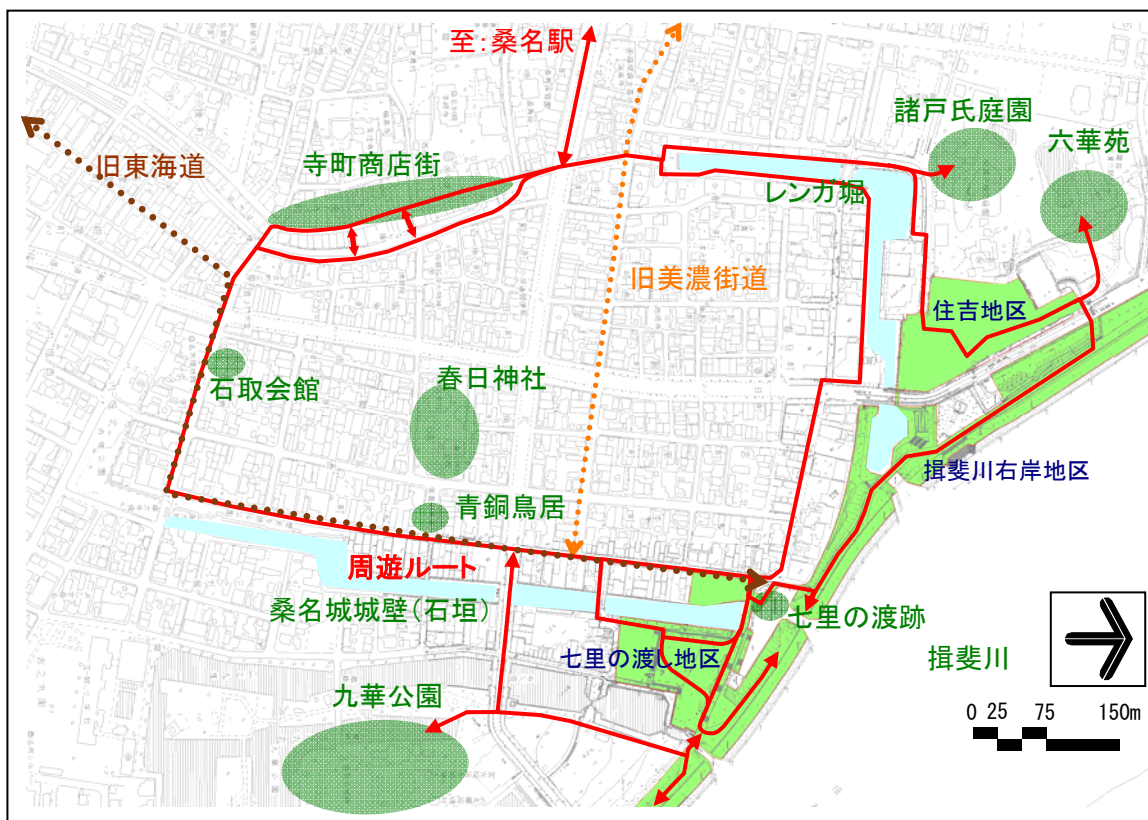 至:桑名駅
諸戸氏庭園
六華苑
旧東海道
寺町商店街
レンガ堀
旧美濃街道
住吉地区
石取会館
春日神社
揖斐川右岸地区
青銅鳥居
周遊ルート
桑名城城壁(石垣)
七里の渡跡
七里の渡し地区
揖斐川
九華公園
0 25 75 150m